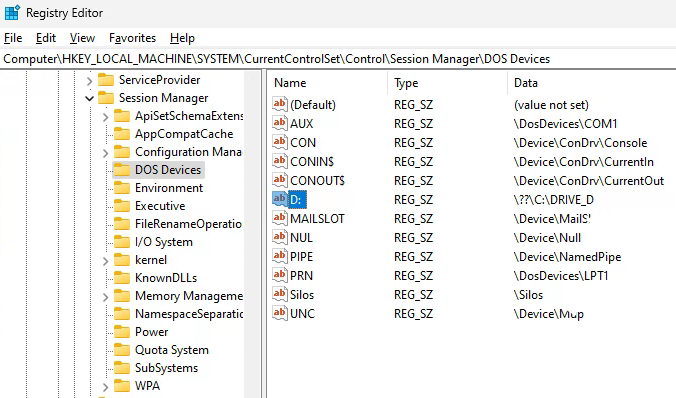 Registry Editor
File Edit View Favorites Help
Computer\HKEY_LOCAL_MACHINE\SYSTEM\CurrentControlSet\Control\Session Manager\DOS Devices
ServiceProvider
Session Manager
ApiSetSchemaExtens
AppCompatCache
Configuration Mana
DOS Devices
Environment
Executive
FileRenameOperatio
I/O System
kernel
KnownDLLs
Memory Manageme
NamespaceSeparatio
Power
Quota System
SubSystems
WPA
Name Type Data
(Default) REG_SZ (value not set)
AUX REG_SZ \DosDevices\COM1
CON REG_SZ \Device\ConDrv\Console
CONIN$ REG_SZ \Device\ConDrv\CurrentIn
CONOUT$ REG_SZ \Device\ConDrv\CurrentOut
D: REG_SZ \??\C:\DRIVE_D
MAILSLOT REG_SZ
NUL REG_SZ \Device\Null
PIPE REG_SZ \Device\NamedPipe
PRN REG_SZ \DosDevices\LPT1
Silos REG_SZ \Silos
UNC REG_SZ